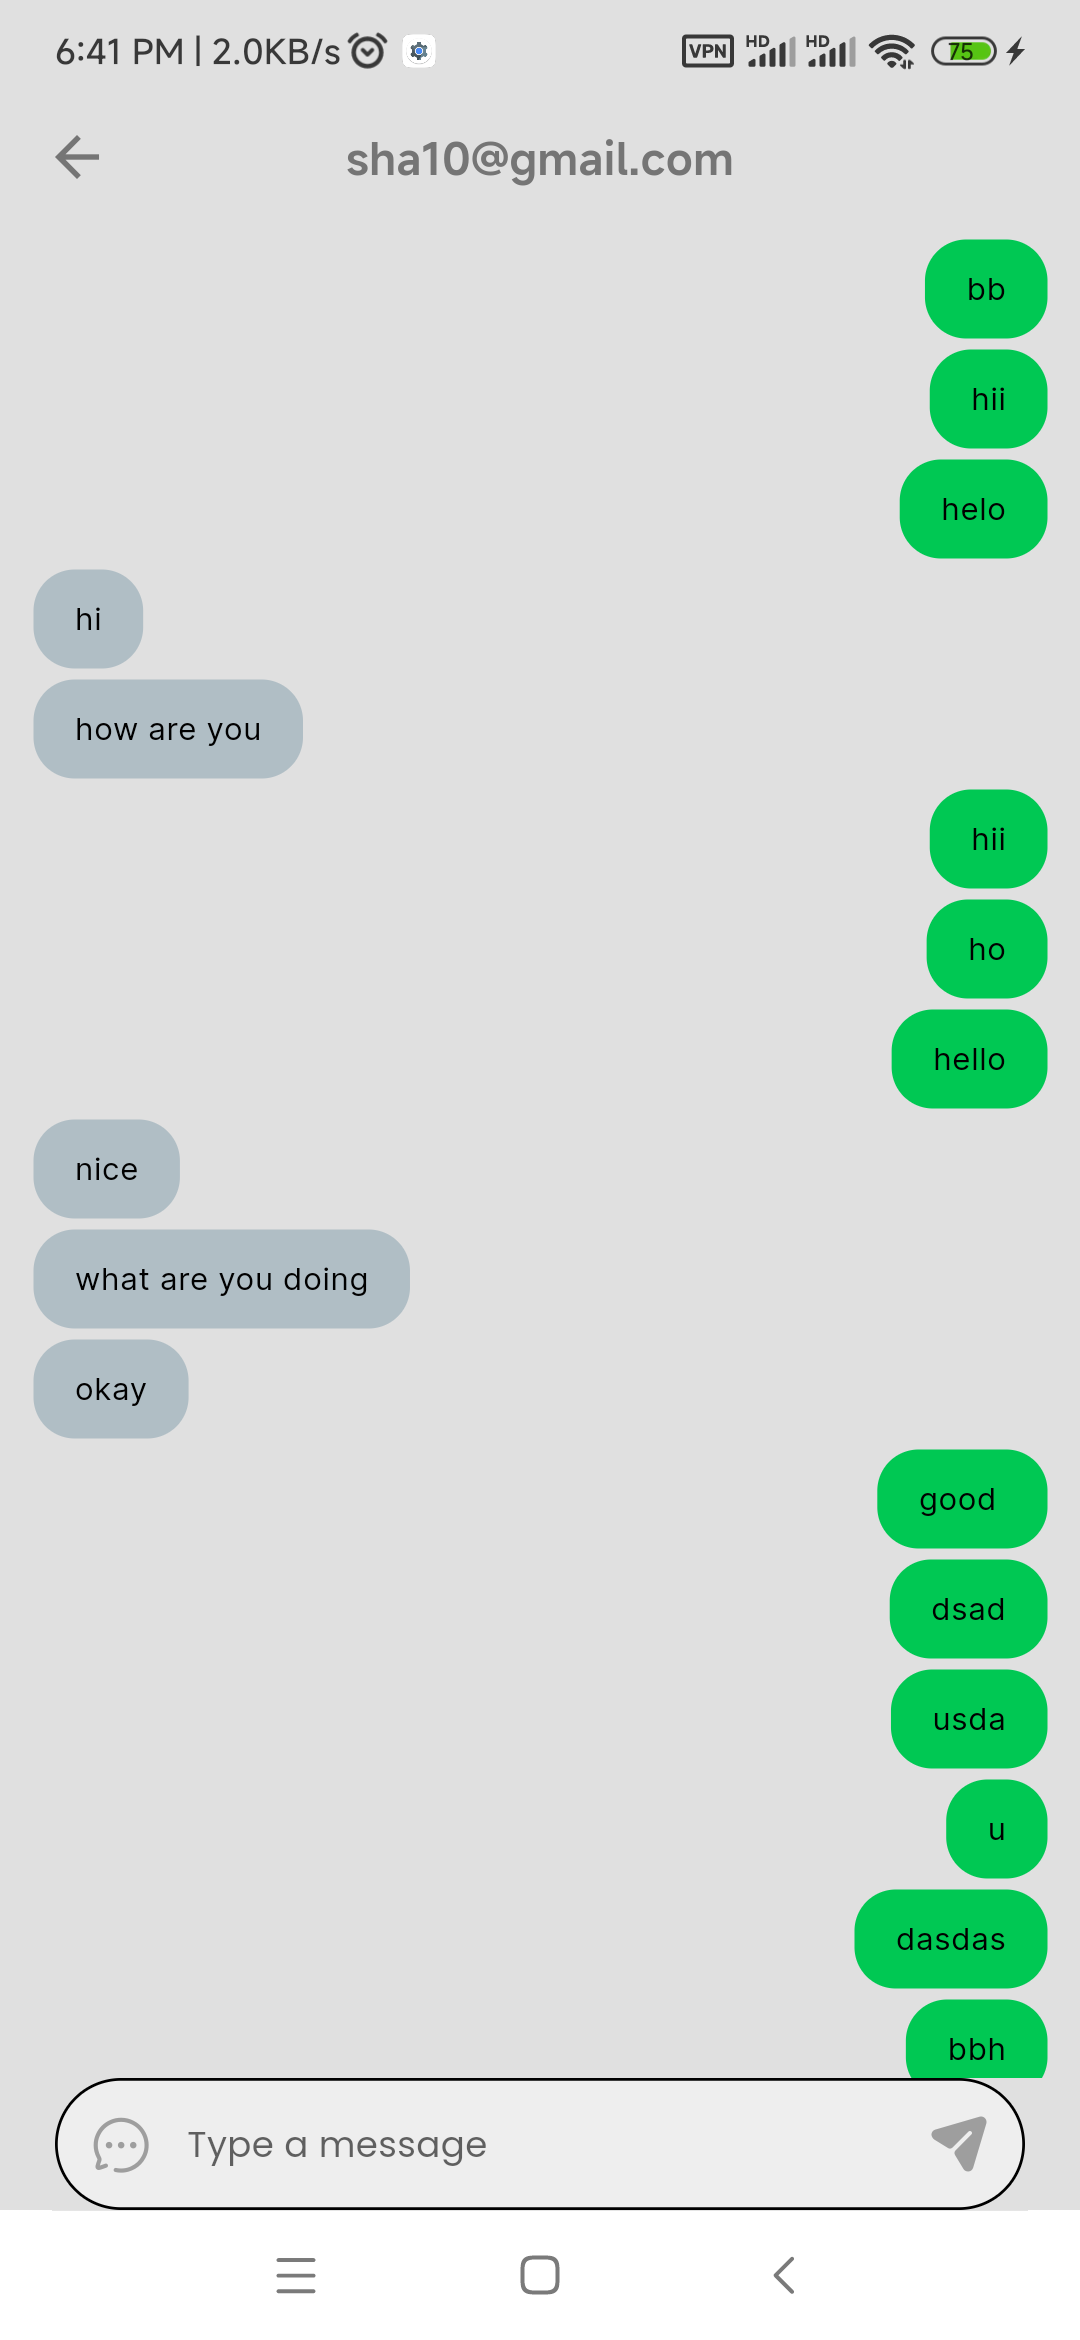 6:41 PM | 2.0KB/s VPN HD HD 75
sha10@gmail.com
bb
hii
helo
hi
how are you
hii
ho
hello
nice
what are you doing
okay
good
dsad
usda
u
dasdas
bbh
Type a message